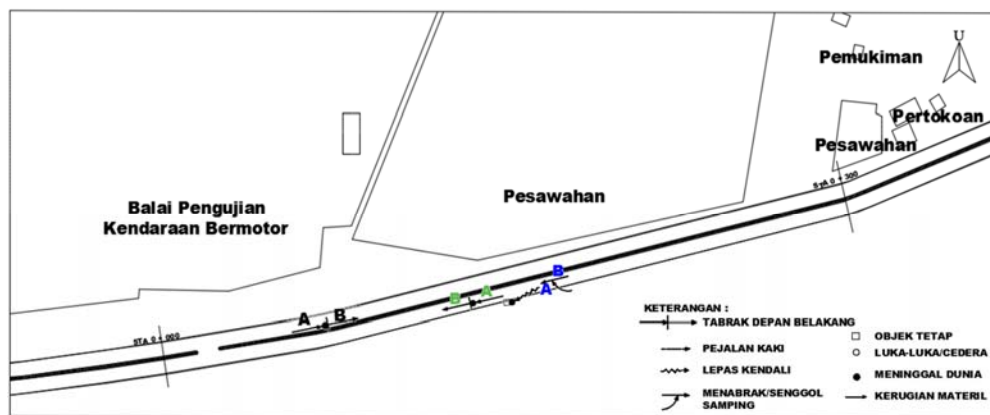 U
Pemukiman
Pertokoan
Pesawahan
STA 0 + 300
Pesawahan
Balai Pengujian
Kendaraan Bermotor
B
A
B
A
A
B
STA 0 + 000
KETERANGAN :
TABRAK DEPAN BELAKANG
PEJALAN KAKI
LEPAS KENDALI
MENABRAK/SENGGOL
SAMPING
OBJEK TETAP
LUKA-LUKA/CEDERA
MENINGGAL DUNIA
KERUGIAN MATERIL